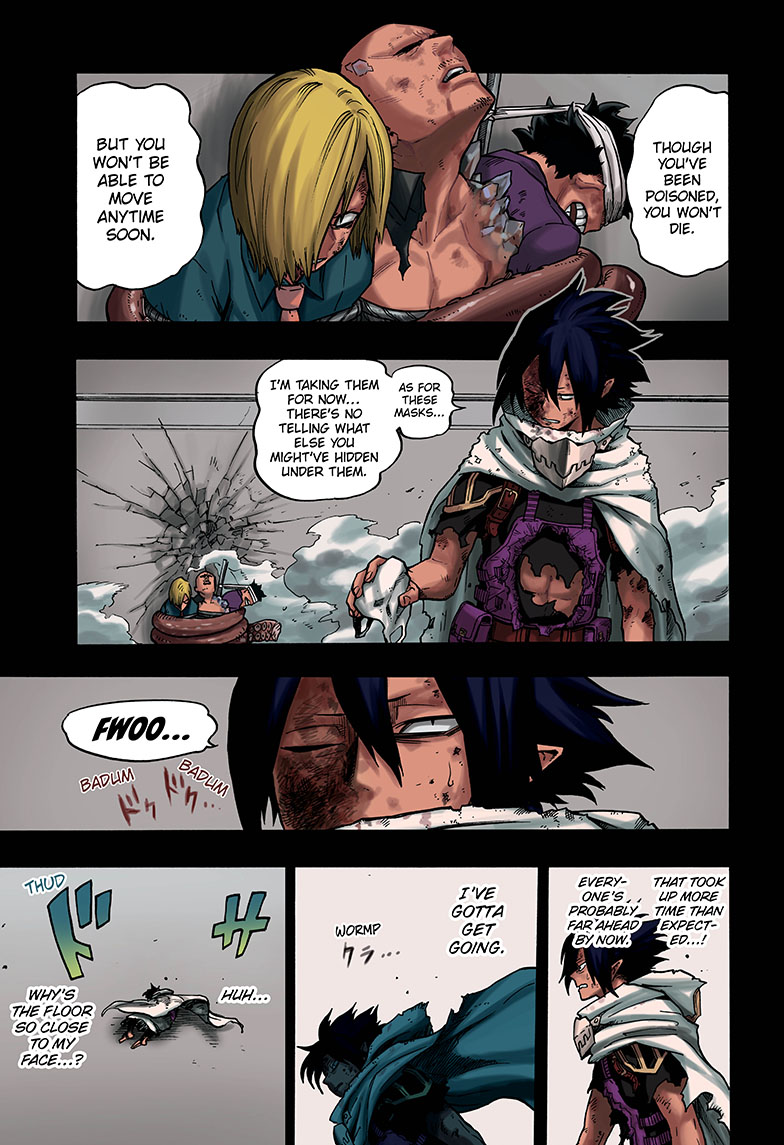 THOUGH
YOU'VE
BEEN
POISONED,
YOU WON'T
DIE.
BUT YOU
WON'T BE
ABLE TO
MOVE
ANYTIME
SOON.
AS FOR
THESE
MASKS...
I'M TAKING THEM
FOR NOW...
THERE'S NO
TELLING WHAT
ELSE YOU
MIGHT'VE HIDDEN
UNDER THEM.
FWOO...
BADUM
BADUM
ドゥ
ドクゥ...
THAT TOOK
UP MORE
TIME THAN
EXPECT-
ED...!
EVERY-
ONE'S
PROBABLY
FAR AHEAD
BY NOW.
I'VE
GOTTA
GET
GOING.
WORMP
クラ...
HUH...
THUD
ドサ
WHY'S
THE FLOOR
SO CLOSE
TO MY
FACE...?